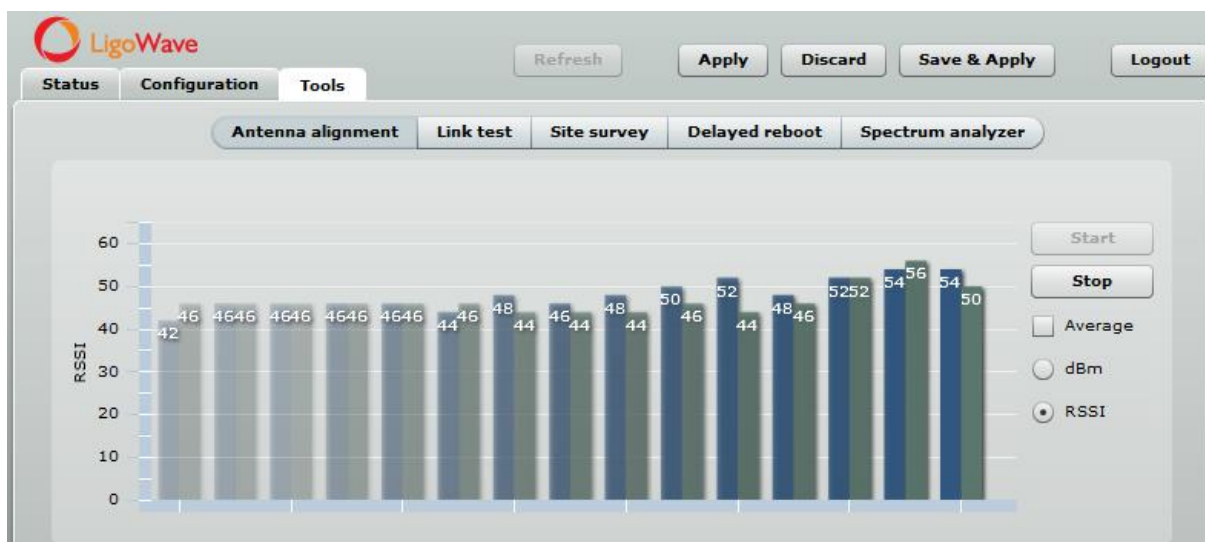 LigoWave
Refresh Apply Discard Save & Apply Logout
Status Configuration Tools
Antenna alignment Link test Site survey Delayed reboot Spectrum analyzer
RSSI
60
50
40
30
20
10
0
42 46 46 46 46 46 46 46 46 46 44 46 48 44 46 44 48 44 50 46 52 44 48 46 52 52 54 56 54 50
Start
Stop
Average
dBm
RSSI